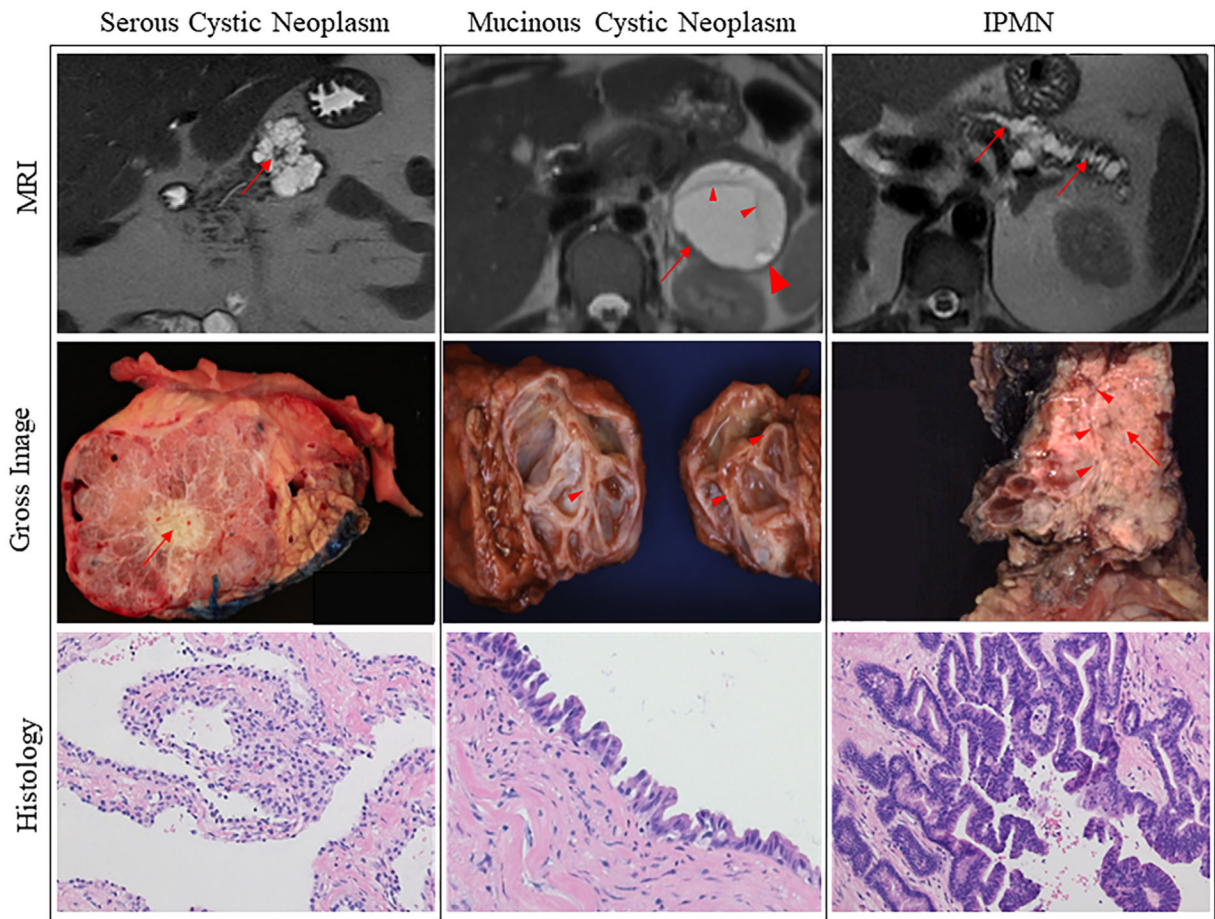 Serous Cystic Neoplasm
Mucinous Cystic Neoplasm
IPMN
MRI
Gross Image
Histology